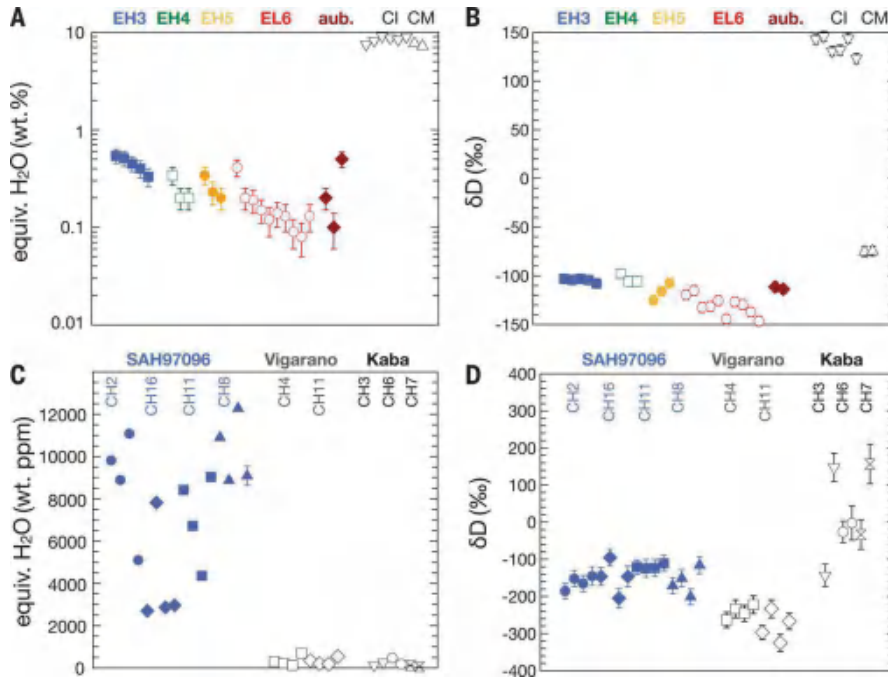 A EH3 EH4 EH5 EL6 aub. CI CM
equiv. H₂O (wt.%)
10
1
0.1
0.01
B EH3 EH4 EH5 EL6 aub. CI CM
δD (‰)
150
100
50
0
-50
-100
-150
C SAH97096 Vigarano Kaba
CH2 CH16 CH11 CH8 CH4 CH11 CH3 CH6 CH7
equiv. H₂O (wt. ppm)
12000
10000
8000
6000
4000
2000
0
D SAH97096 Vigarano Kaba
CH2 CH16 CH11 CH8 CH4 CH11 CH3 CH6 CH7
δD (‰)
400
300
200
100
0
-100
-200
-300
-400